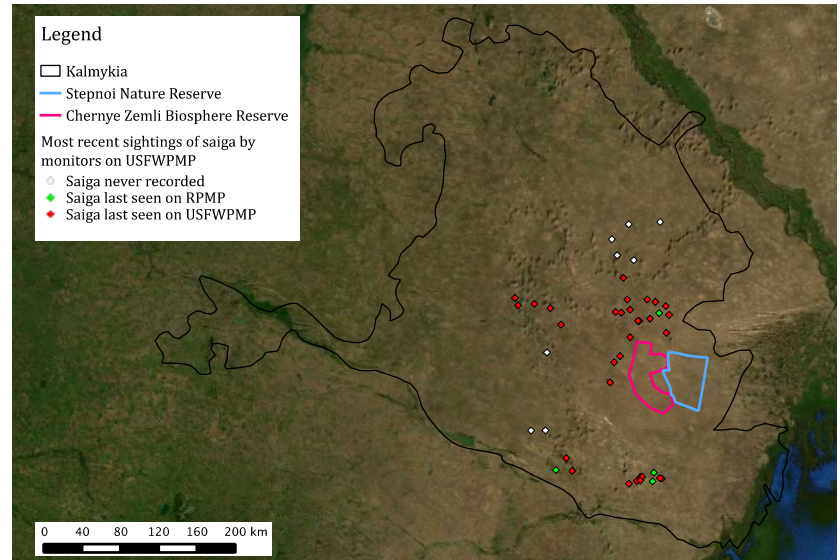 Legend
Kalmykia
Stepnoi Nature Reserve
Chernye Zemli Biosphere Reserve
Most recent sightings of saiga by
monitors on USFWPMP
Saiga never recorded
Saiga last seen on RPMP
Saiga last seen on USFWPMP
0 40 80 120 160 200 km